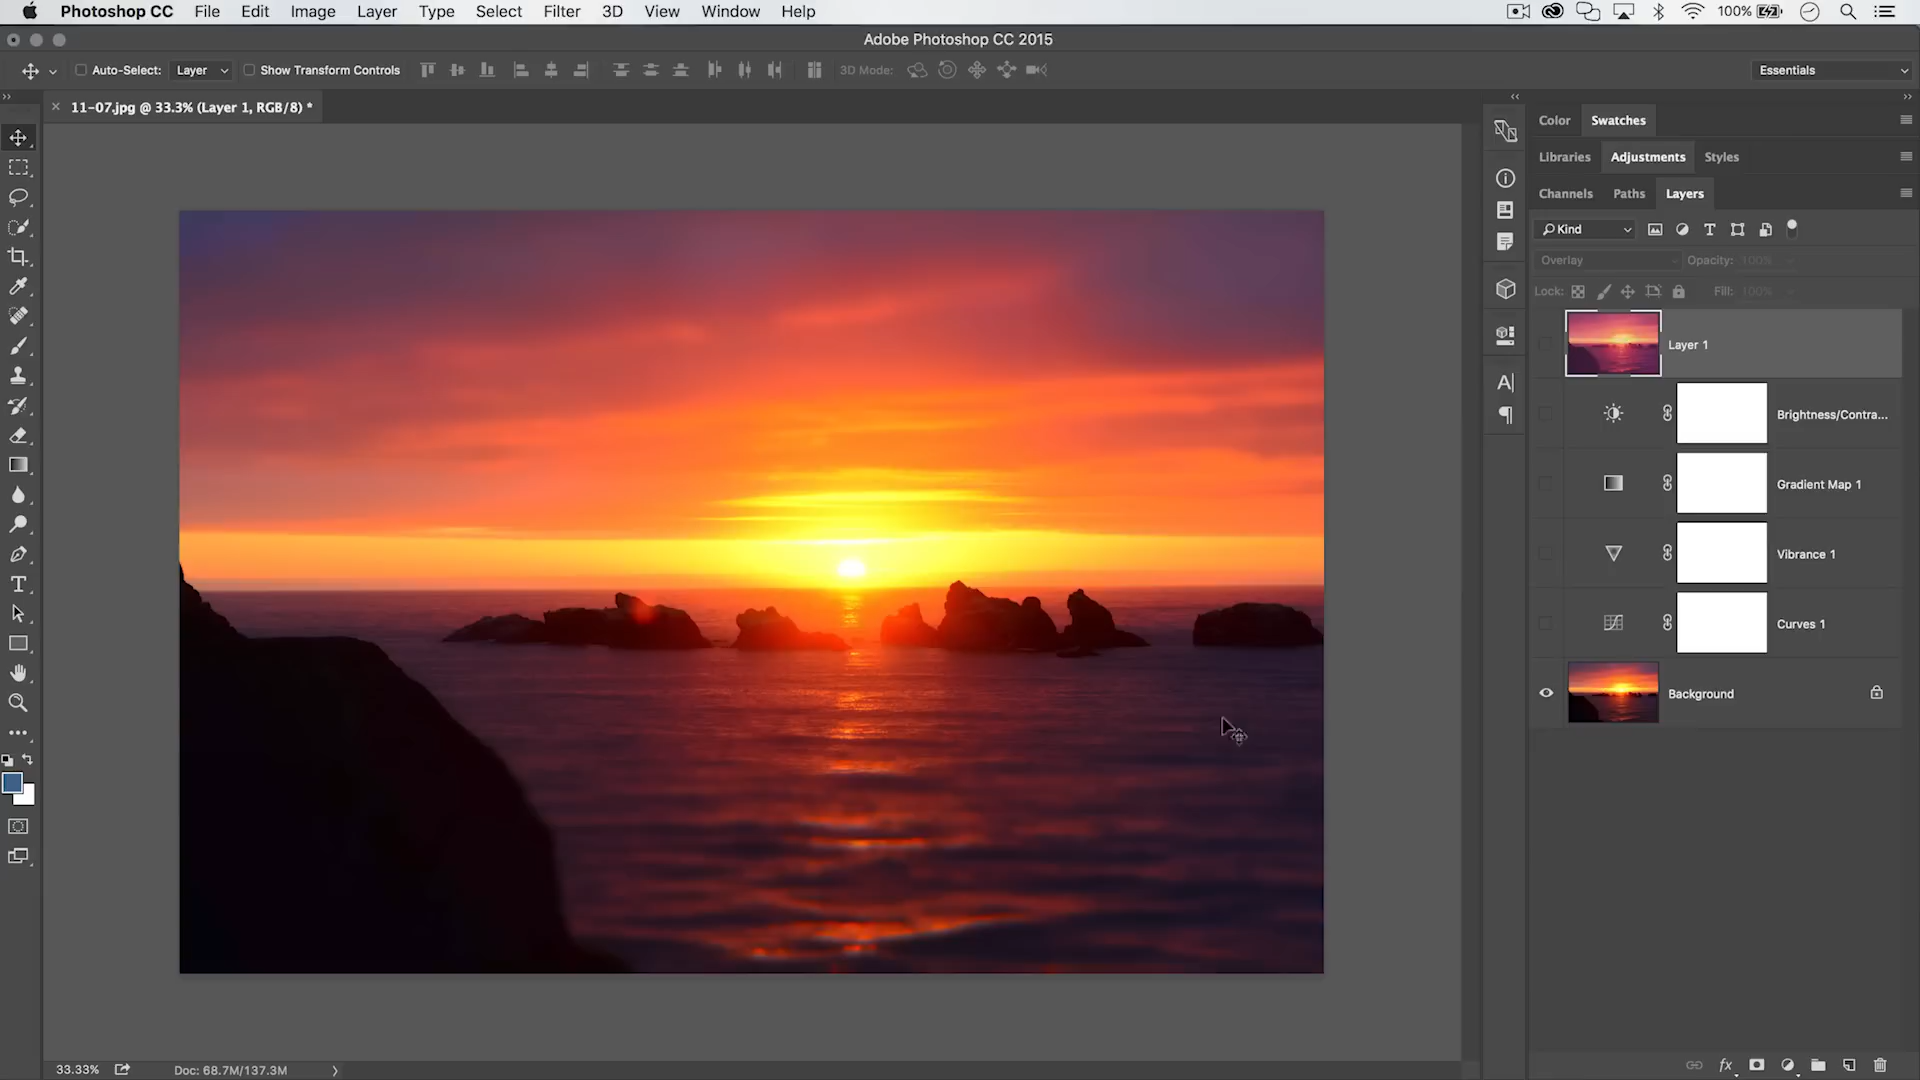 Photoshop CC File Edit Image Layer Type Select Filter 3D View Window Help 100%
Adobe Photoshop CC 2015
Auto-Select: Layer Show Transform Controls 3D Mode: Essentials
11-07.jpg @ 33.3% (Layer 1, RGB/8) *
Color Swatches
Libraries Adjustments Styles
Channels Paths Layers
Kind
Overlay Opacity: 100%
Lock: Fill: 100%
Layer 1
Brightness/Contra...
Gradient Map 1
Vibrance 1
Curves 1
Background
33.33% Doc: 68.7M/137.3M